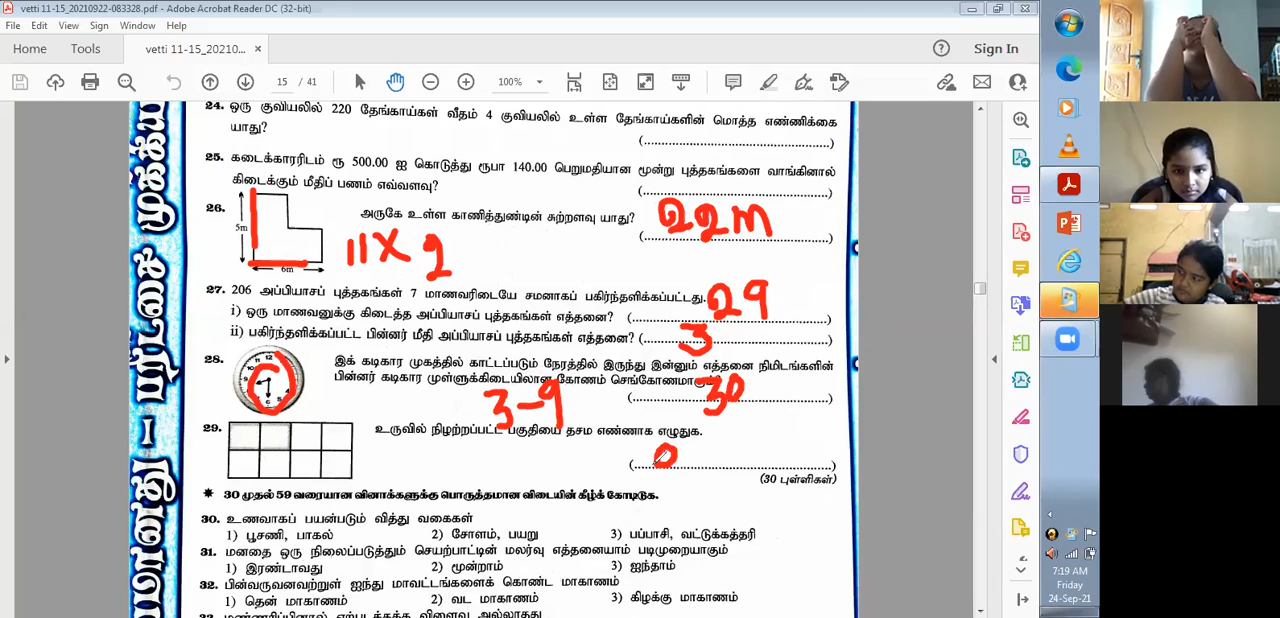 vetti 11-15_20210922-083328.pdf - Adobe Acrobat Reader DC (32-bit)
File Edit View Sign Window Help
Home Tools vetti 11-15_20210... × Sign In
15 / 41 100%
24. ஒரு குவியலில் 220 தேங்காய்கள் வீதம் 4 குவியலில் உள்ள தேங்காய்களின் மொத்த எண்ணிக்கை
யாது? (..............................................)
25. கடைக்காரரிடம் ரூ 500.00 ஐ கொடுத்து ரூபா 140.00 பெறுமதியான மூன்று புத்தகங்களை வாங்கினால்
கிடைக்கும் மீதிப் பணம் எவ்வளவு? (..............................................)
26. அருகே உள்ள காணித்துண்டின் சுற்றளவு யாது? 22m
5m (..............................................)
6m 11 x 2
27. 206 அப்பியாசப் புத்தகங்கள் 7 மாணவரிடையே சமனாகப் பகிர்ந்தளிக்கப்பட்டது.
i) ஒரு மாணவனுக்கு கிடைத்த அப்பியாசப் புத்தகங்கள் எத்தனை? (..............................................) 29
ii) பகிர்ந்தளிக்கப்பட்ட பின்னர் மீதி அப்பியாசப் புத்தகங்கள் எத்தனை? (..............................................) 3
28. இக் கடிகார முகத்தில் காட்டப்படும் நேரத்தில் இருந்து இன்னும் எத்தனை நிமிடங்களின்
பின்னர் கடிகார முள்ளுக்கிடையிலான கோணம் செங்கோணமாகும்?
3-9 (..............................................) 30
29. உருவில் நிழற்றப்பட்ட பகுதியை தசம எண்ணாக எழுதுக.
(..............................................) 0
(30 புள்ளிகள்)
* 30 முதல் 59 வரையான வினாக்களுக்கு பொருத்தமான விடையின் கீழ்க் கோடிடுக.
30. உணவாகப் பயன்படும் வித்து வகைகள்
1) பூசணி, பாகல் 2) சோளம், பயறு 3) பப்பாசி, வட்டுக்கத்தரி
31. மனதை ஒரு நிலைப்படுத்தும் செயற்பாட்டின் மலர்வு எத்தனையாம் படிமுறையாகும்
1) இரண்டாவது 2) மூன்றாம் 3) ஐந்தாம்
32. பின்வருவனவற்றுள் ஐந்து மாவட்டங்களைக் கொண்ட மாகாணம்
1) தென் மாகாணம் 2) வட மாகாணம் 3) கிழக்கு மாகாணம்
7:19 AM
Friday
24-Sep-21